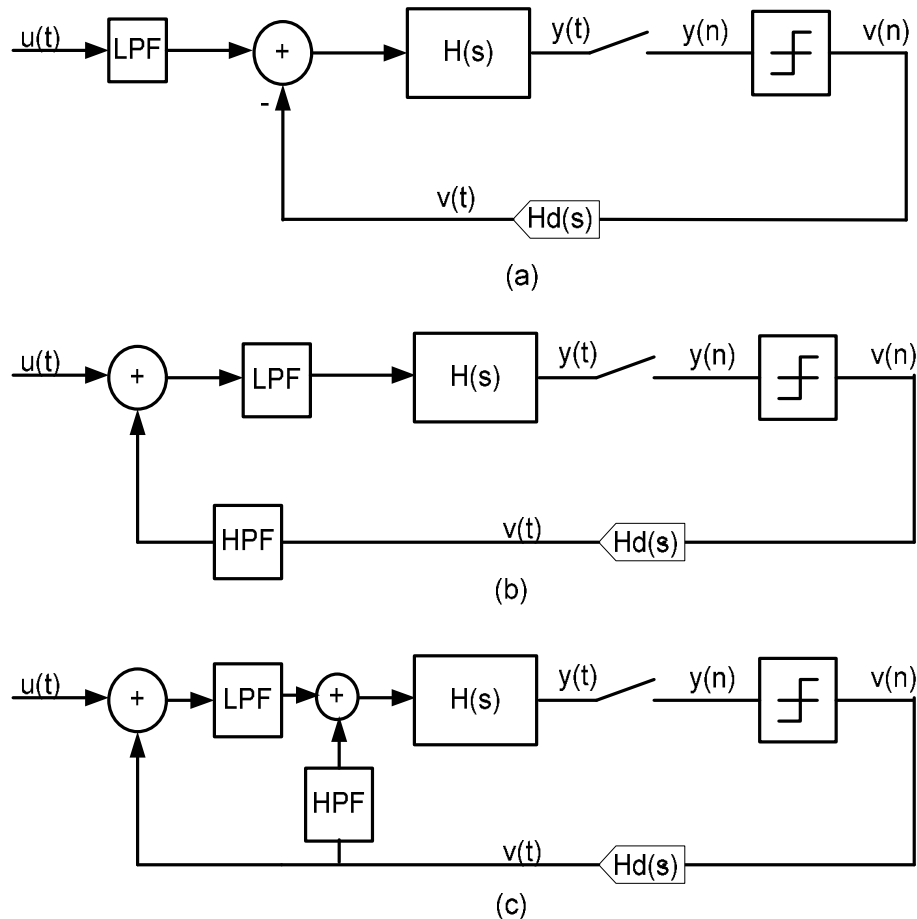 u(t) LPF + H(s) y(t) y(n) v(n)
-
v(t) Hd(s)
(a)
u(t) + LPF H(s) y(t) y(n) v(n)
HPF v(t) Hd(s)
(b)
u(t) + LPF + H(s) y(t) y(n) v(n)
HPF
v(t) Hd(s)
(c)